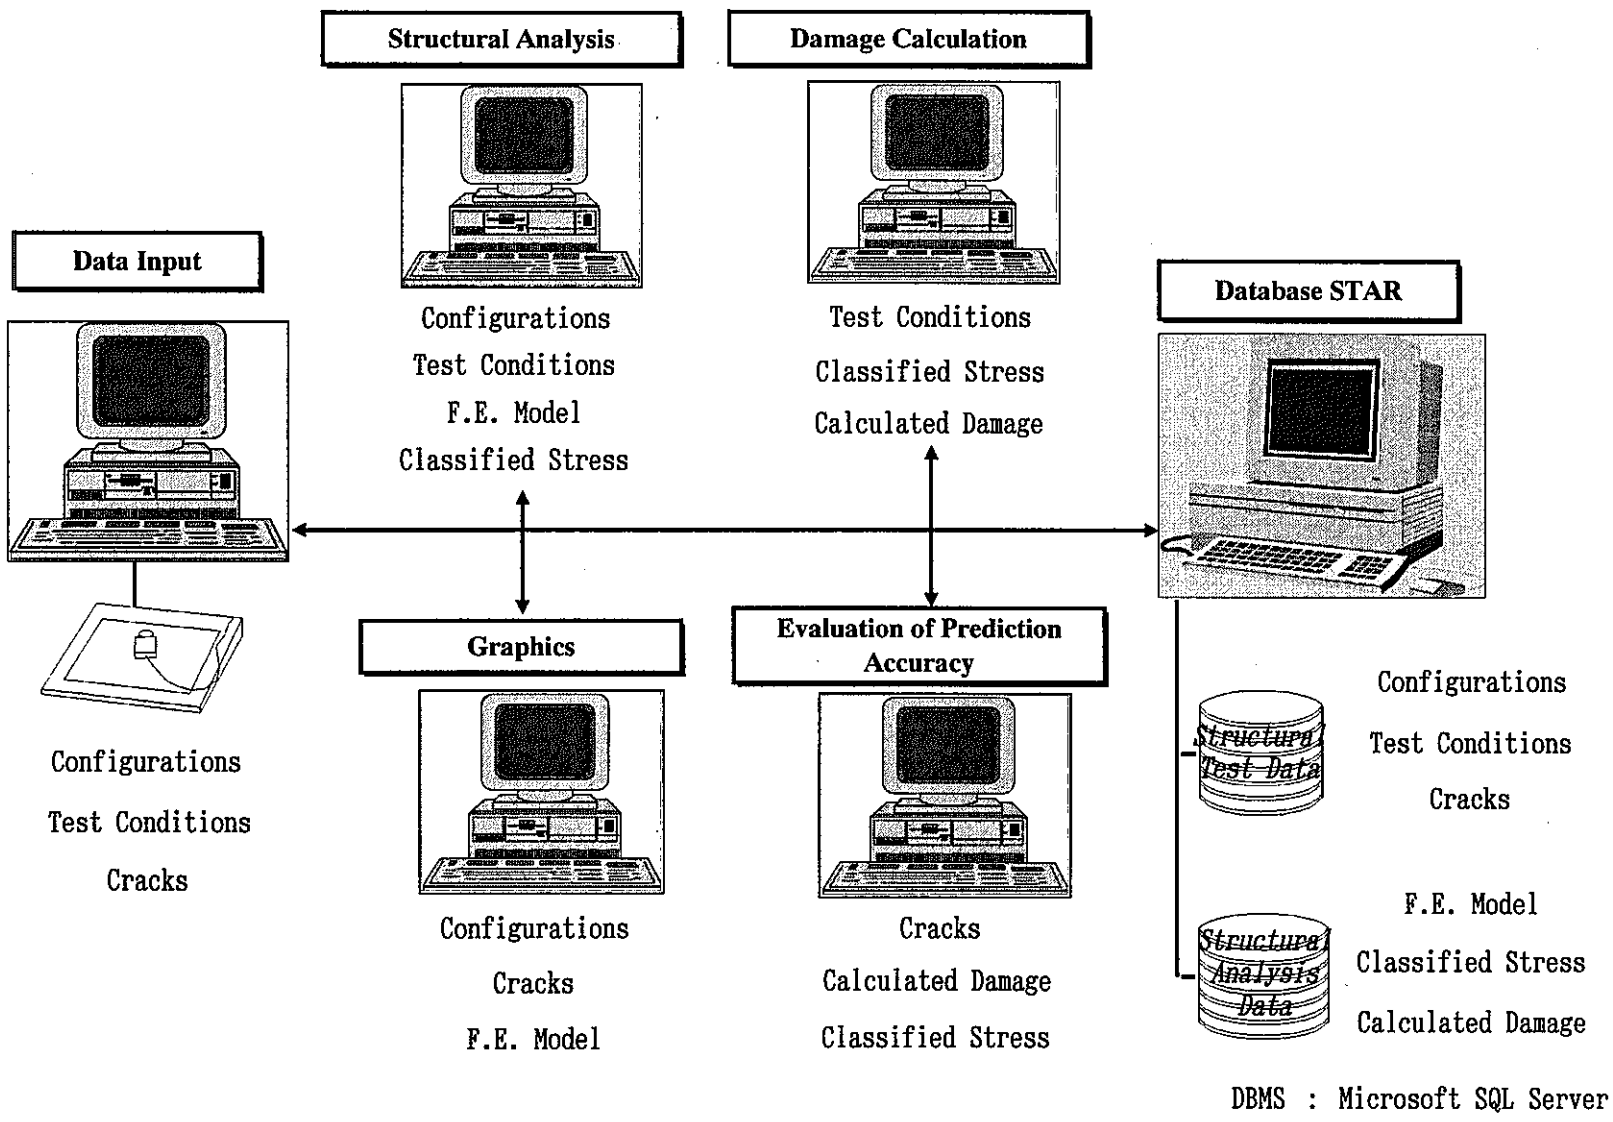 Structural Analysis
Configurations
Test Conditions
F.E. Model
Classified Stress
Damage Calculation
Test Conditions
Classified Stress
Calculated Damage
Data Input
Configurations
Test Conditions
Cracks
Database STAR
Structural
Test Data
Configurations
Test Conditions
Cracks
Structural
Analysis
Data
F.E. Model
Classified Stress
Calculated Damage
Graphics
Configurations
Cracks
F.E. Model
Evaluation of Prediction
Accuracy
Cracks
Calculated Damage
Classified Stress
DBMS : Microsoft SQL Server